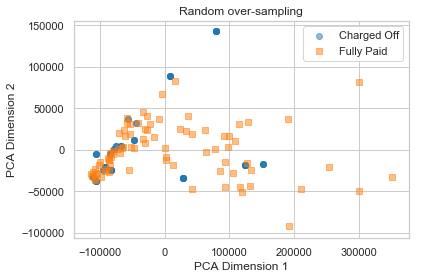 Random over-sampling
Charged Off
Fully Paid
150000
100000
50000
0
−50000
−100000
PCA Dimension 2
−100000 0 100000 200000 300000
PCA Dimension 1